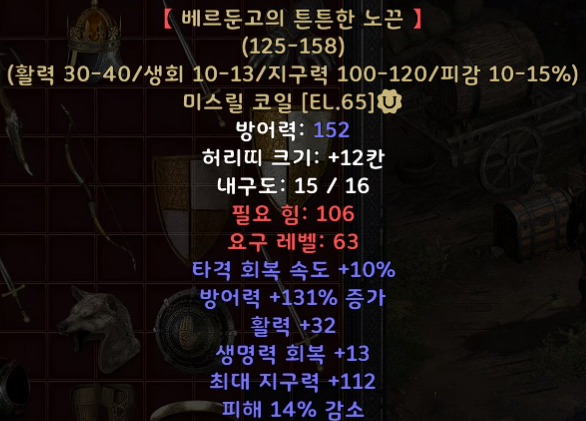 【 베르둔고의 튼튼한 노끈 】
(125-158)
(활력 30-40/생회 10-13/지구력 100-120/피감 10-15%)
미스릴 코일 [EL.65]
방어력: 152
허리띠 크기: +12칸
내구도: 15 / 16
필요 힘: 106
요구 레벨: 63
타격 회복 속도 +10%
방어력 +131% 증가
활력 +32
생명력 회복 +13
최대 지구력 +112
피해 14% 감소